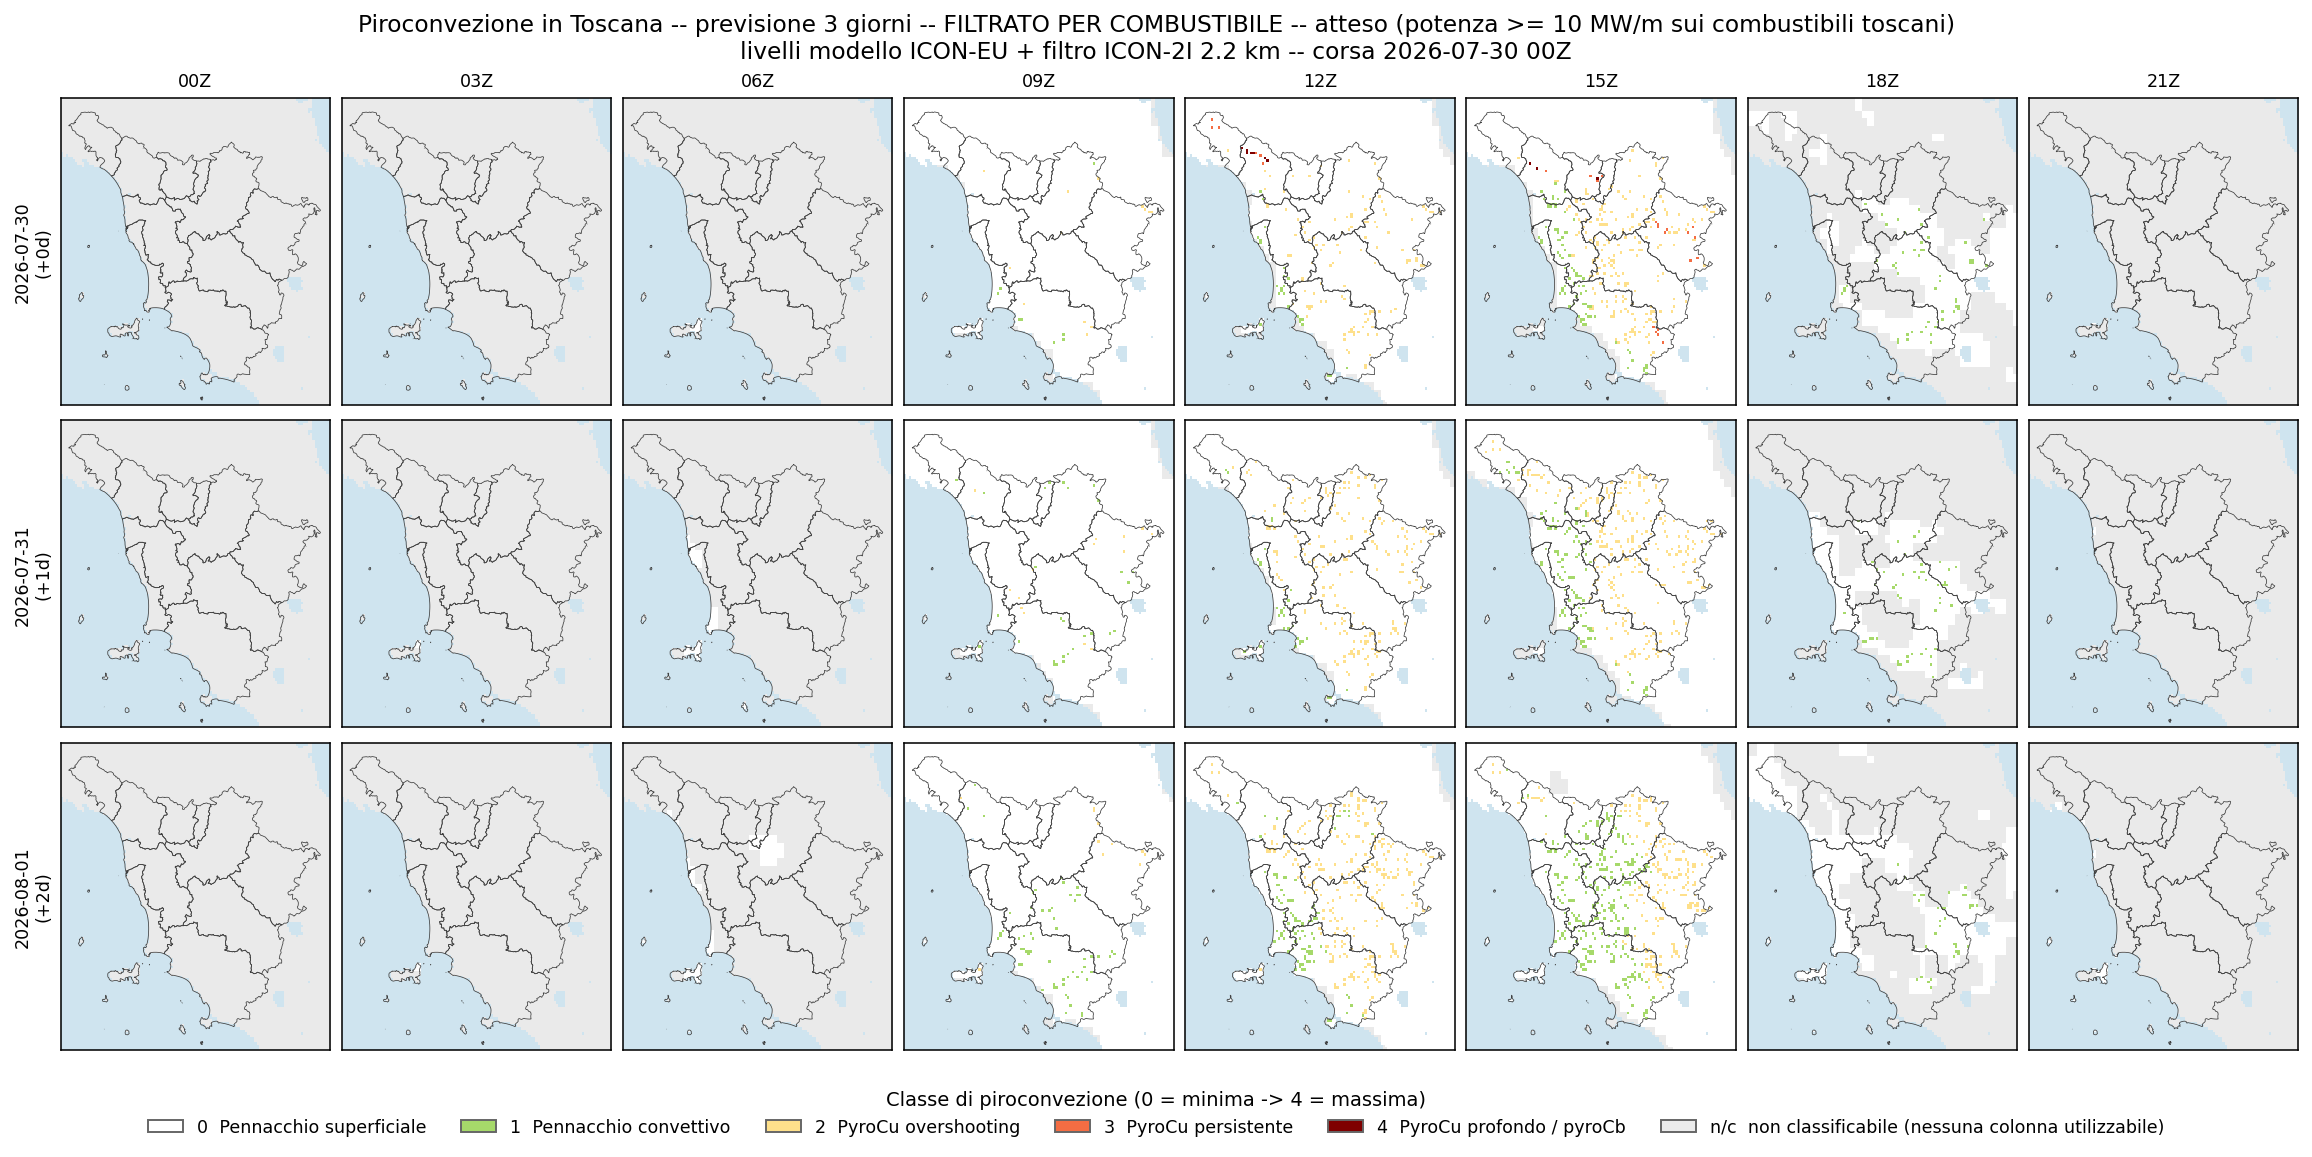 Piroconvezione in Toscana -- previsione 3 giorni -- FILTRATO PER COMBUSTIBILE -- atteso (potenza >= 10 MW/m sui combustibili toscani)
livelli modello ICON-EU + filtro ICON-2I 2.2 km -- corsa 2026-07-30 00Z
00Z 03Z 06Z 09Z 12Z 15Z 18Z 21Z
2026-07-30
(+0d)
2026-07-31
(+1d)
2026-08-01
(+2d)
Classe di piroconvezione (0 = minima -> 4 = massima)
0 Pennacchio superficiale 1 Pennacchio convettivo 2 PyroCu overshooting 3 PyroCu persistente 4 PyroCu profondo / pyroCb n/c non classificabile (nessuna colonna utilizzabile)